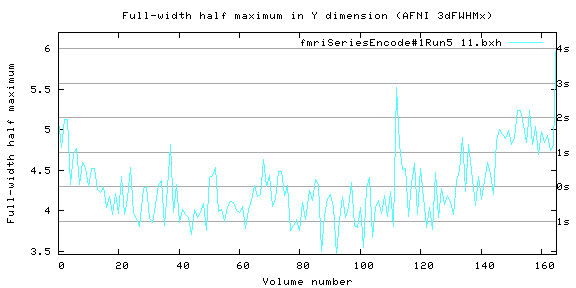 Full-width half maximum in Y dimension (AFNI 3dFWHMx)
fmriSeriesEncode#1Run5 11.bxh
Full-width half maximum
6
5.5
5
4.5
4
3.5
4s
3s
2s
1s
0s
1s
0 20 40 60 80 100 120 140 160
Volume number